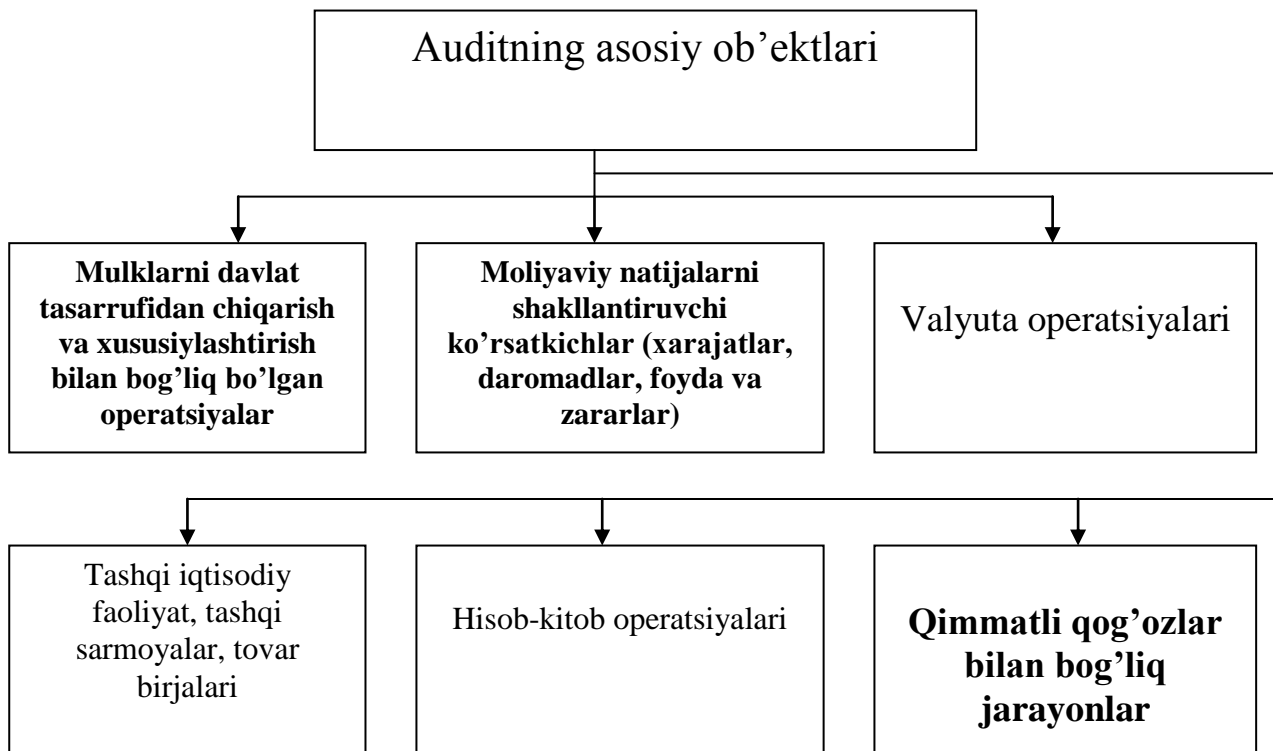 Auditning asosiy ob’ektlari
Mulklarni davlat
tasarrufidan chiqarish
va xususiylashtirish
bilan bog’liq bo’lgan
operatsiyalar
Moliyaviy natijalarni
shakllantiruvchi
ko’rsatkichlar (xarajatlar,
daromadlar, foyda va
zararlar)
Valyuta operatsiyalari
Tashqi iqtisodiy
faoliyat, tashqi
sarmoyalar, tovar
birjalari
Hisob-kitob operatsiyalari
Qimmatli qog’ozlar
bilan bog’liq
jarayonlar